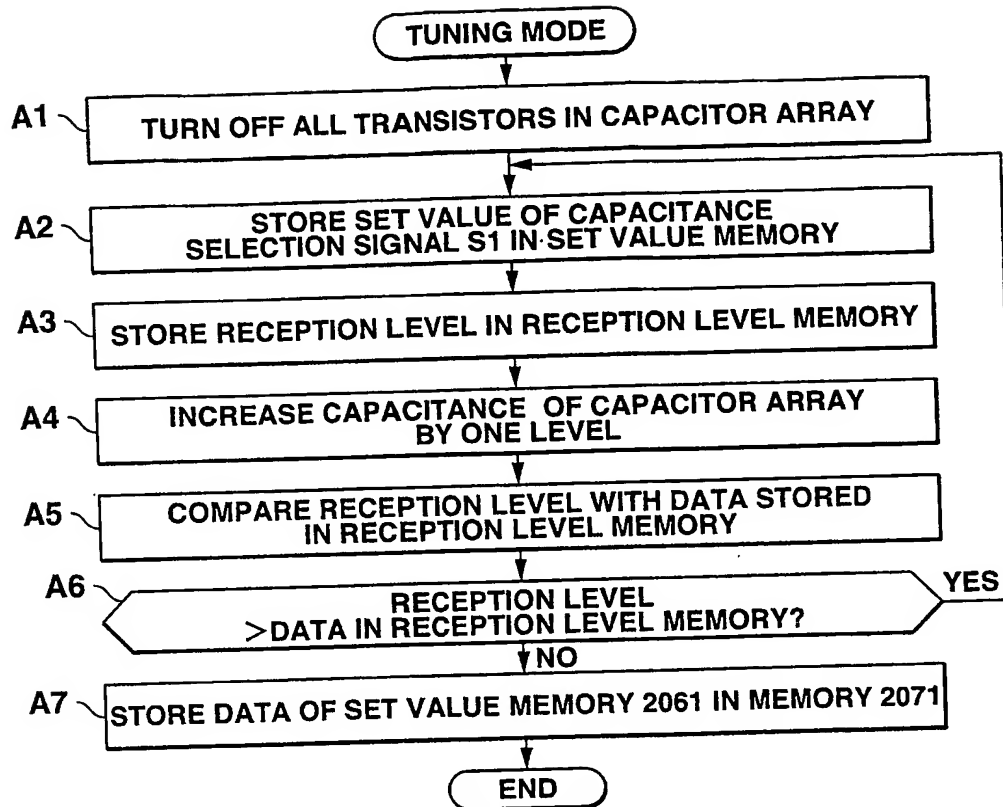 TUNING MODE
A1
TURN OFF ALL TRANSISTORS IN CAPACITOR ARRAY
A2
STORE SET VALUE OF CAPACITANCE
SELECTION SIGNAL S1 IN SET VALUE MEMORY
A3
STORE RECEPTION LEVEL IN RECEPTION LEVEL MEMORY
A4
INCREASE CAPACITANCE OF CAPACITOR ARRAY
BY ONE LEVEL
A5
COMPARE RECEPTION LEVEL WITH DATA STORED
IN RECEPTION LEVEL MEMORY
A6
RECEPTION LEVEL
>DATA IN RECEPTION LEVEL MEMORY?
YES
NO
A7
STORE DATA OF SET VALUE MEMORY 2061 IN MEMORY 2071
END